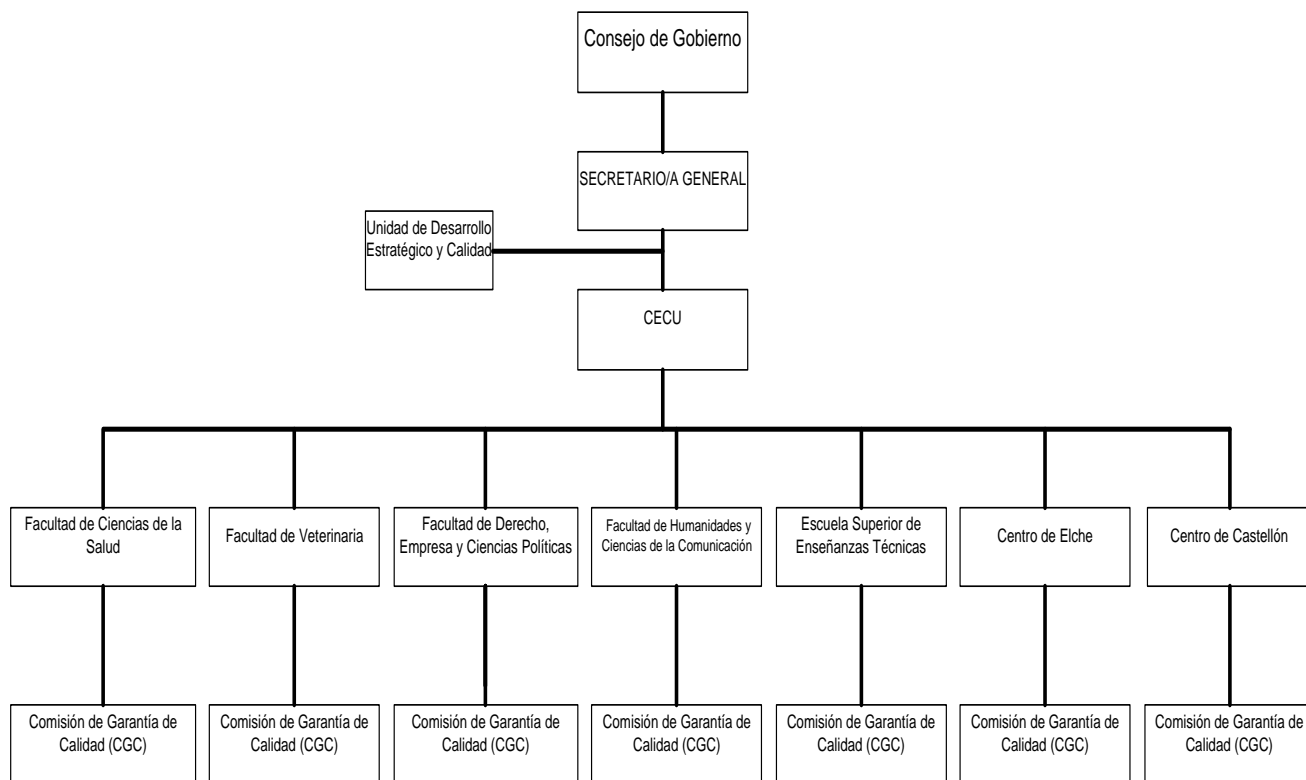 Consejo de Gobierno
SECRETARIO/A GENERAL
Unidad de Desarrollo
Estratégico y Calidad
CECU
Facultad de Ciencias de la
Salud
Facultad de Veterinaria
Facultad de Derecho,
Empresa y Ciencias Políticas
Facultad de Humanidades y
Ciencias de la Comunicación
Escuela Superior de
Enseñanzas Técnicas
Centro de Elche
Centro de Castellón
Comisión de Garantía de
Calidad (CGC)
Comisión de Garantía de
Calidad (CGC)
Comisión de Garantía de
Calidad (CGC)
Comisión de Garantía de
Calidad (CGC)
Comisión de Garantía de
Calidad (CGC)
Comisión de Garantía de
Calidad (CGC)
Comisión de Garantía de
Calidad (CGC)